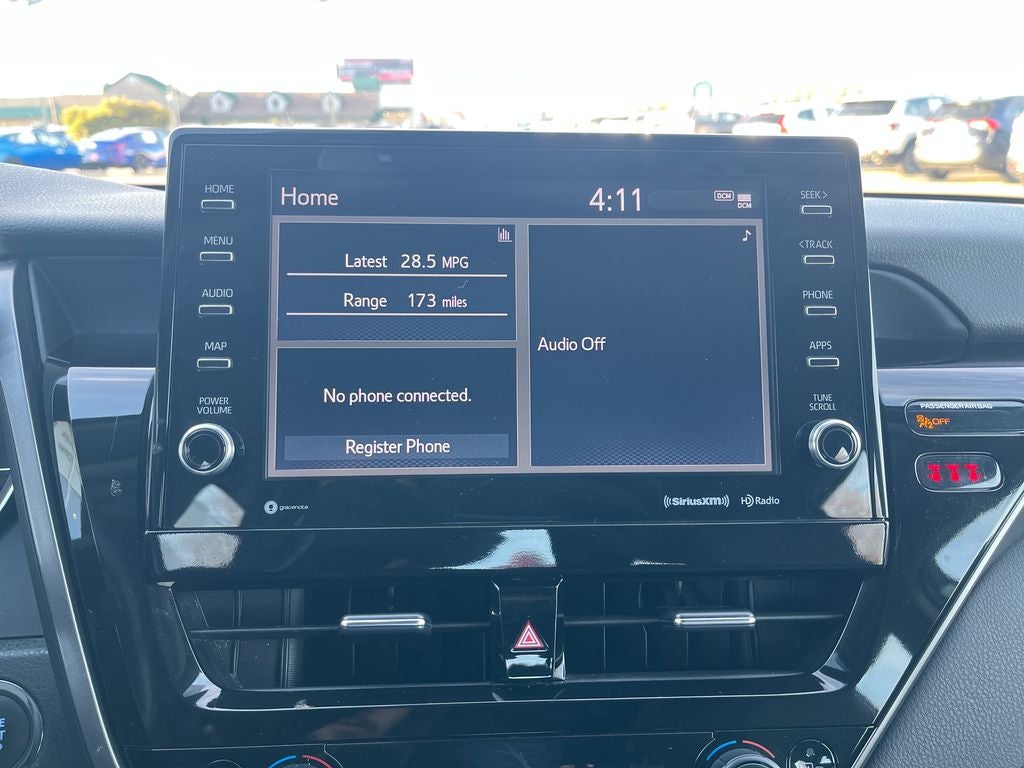 Home 4:11 DCM DCM
HOME
MENU
AUDIO
MAP
POWER
VOLUME
Latest 28.5 MPG
Range 173 miles
No phone connected.
Register Phone
Audio Off
SEEK >
< TRACK
PHONE
APPS
TUNE
SCROLL
PASSENGER AIR BAG
2 OFF
gracenote
((SiriusXM)) HD Radio